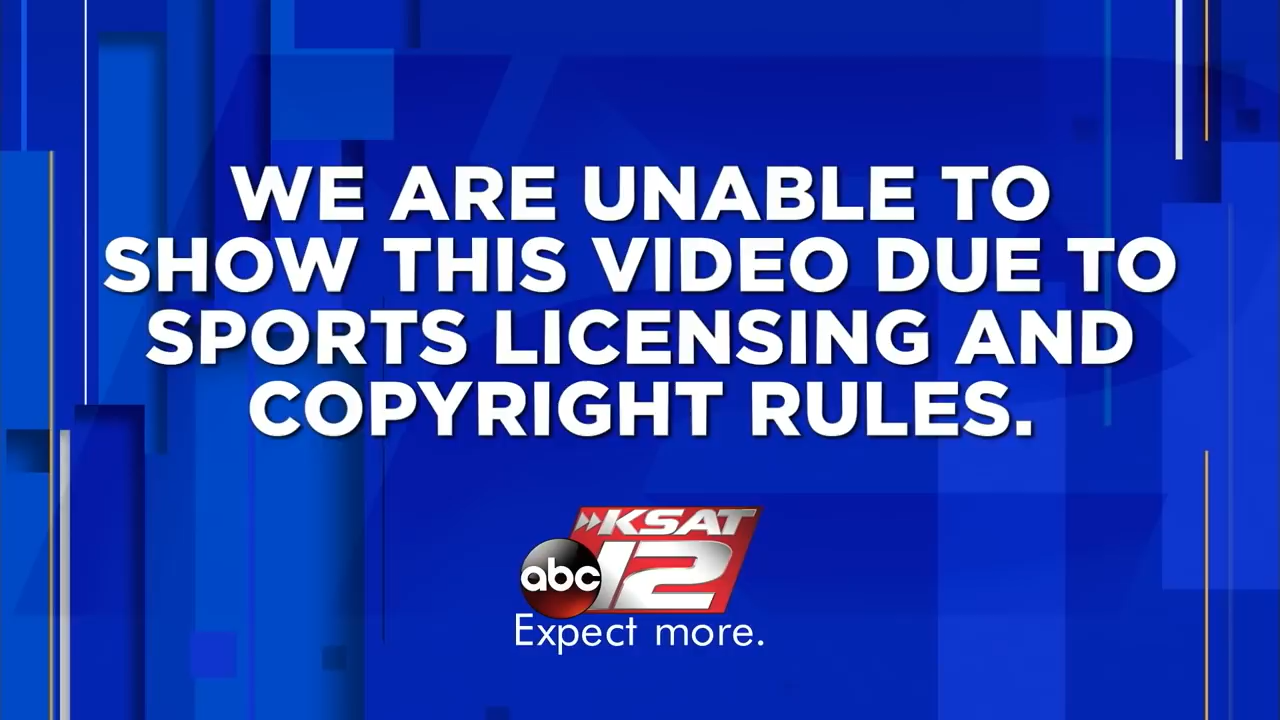 WE ARE UNABLE TO
SHOW THIS VIDEO DUE TO
SPORTS LICENSING AND
COPYRIGHT RULES.
KSAT
abc 12
Expect more.